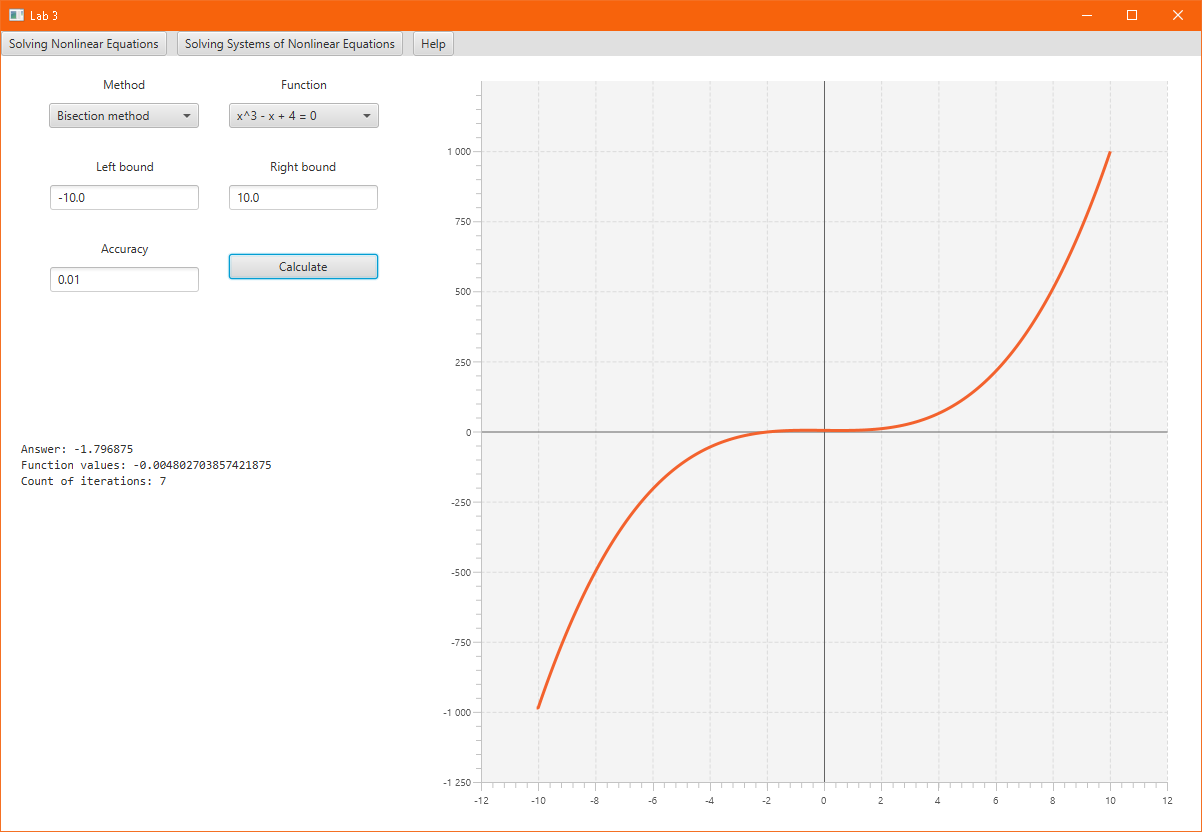 Lab 3
Solving Nonlinear Equations Solving Systems of Nonlinear Equations Help
Method Function
Bisection method x^3 - x + 4 = 0
Left bound Right bound
-10.0 10.0
Accuracy
0.01 Calculate
Answer: -1.796875
Function values: -0.004802703857421875
Count of iterations: 7
1 000
750
500
250
0
-250
-500
-750
-1 000
-1 250
-12 -10 -8 -6 -4 -2 0 2 4 6 8 10 12